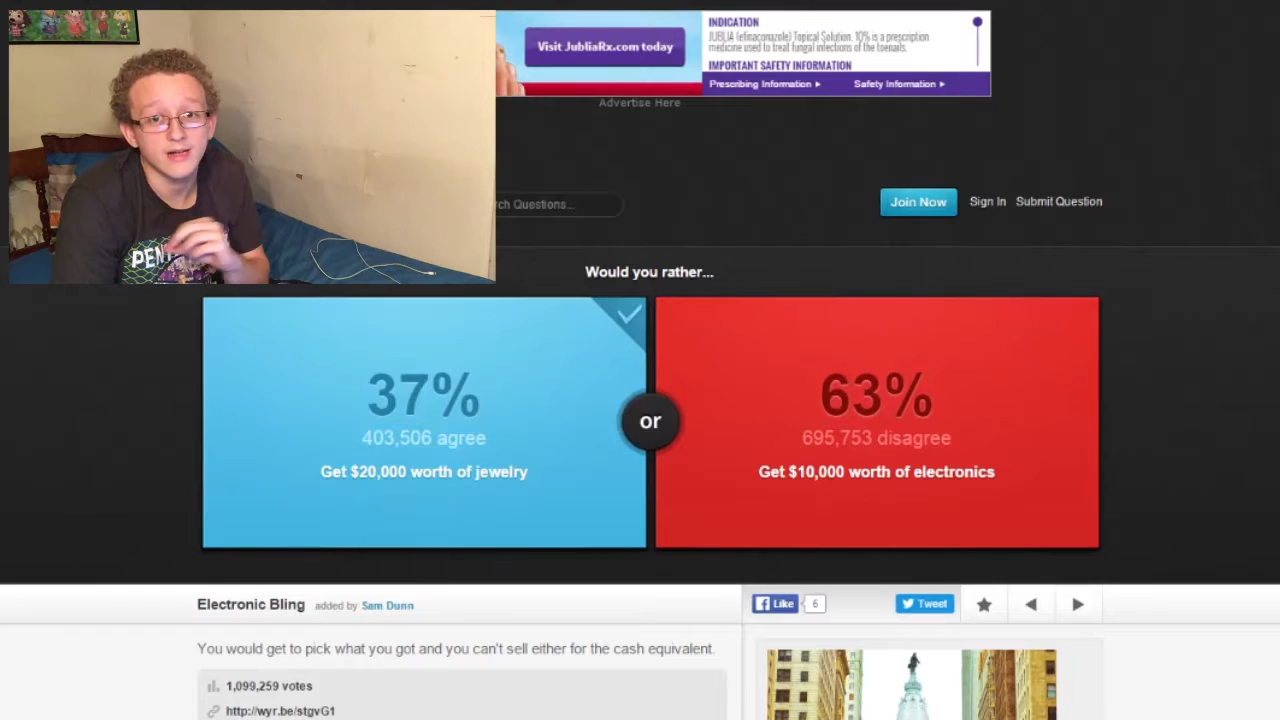 Visit JubliaRx.com today
INDICATION
JUBLIA (efinaconazole) Topical Solution, 10% is a prescription
medicine used to treat fungal infections of the toenails.
IMPORTANT SAFETY INFORMATION
Prescribing Information ▸
Safety Information ▸
Advertise Here
rch Questions...
Join Now
Sign In
Submit Question
PEN
Would you rather...
37%
403,506 agree
Get $20,000 worth of jewelry
or
63%
695,753 disagree
Get $10,000 worth of electronics
Electronic Bling added by Sam Dunn
Like
6
Tweet
You would get to pick what you got and you can't sell either for the cash equivalent.
1,099,259 votes
http://wyr.be/stgvG1